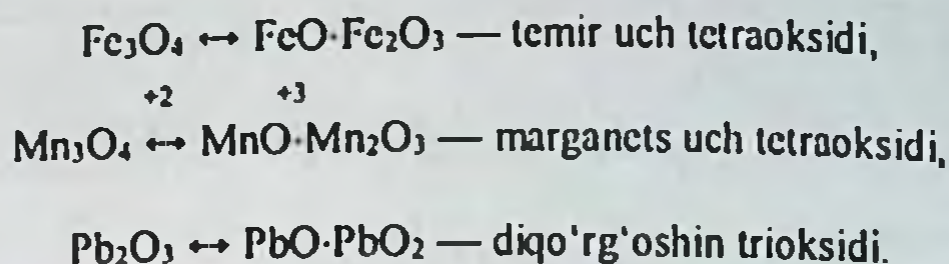 Fe₃O₄ ↔ FeO·Fe₂O₃ — temir uch tetraoksidi,
+2 +3
Mn₃O₄ ↔ MnO·Mn₂O₃ — marganets uch tetraoksidi,
Pb₂O₃ ↔ PbO·PbO₂ — diqo'rg'oshin trioksidi.